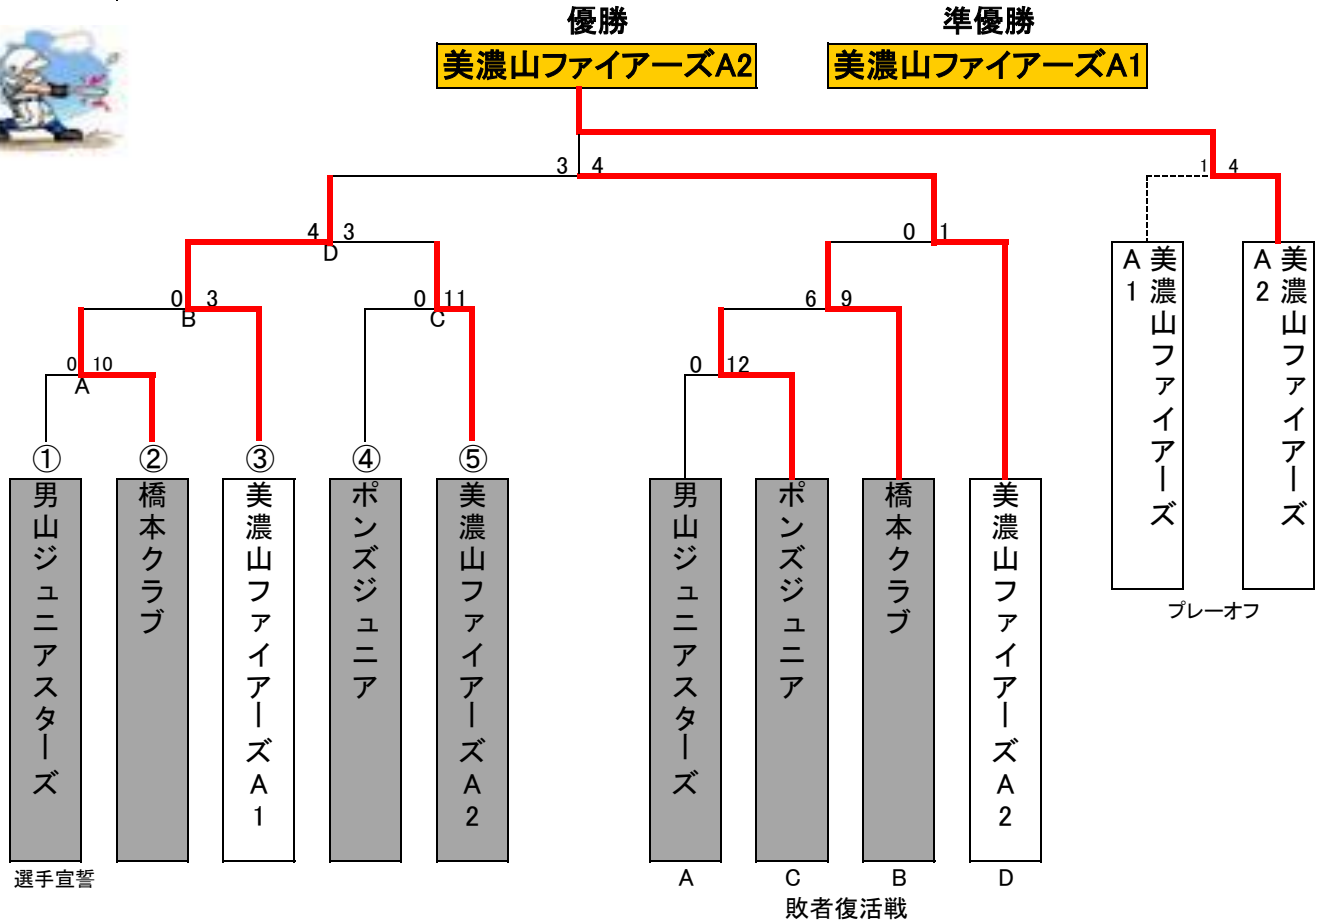 優勝
準優勝
美濃山ファイアーズA2
美濃山ファイアーズA1
3 4
1 4
4 3
D
0 1
0 3
B
0 11
C
6 9
0 10
A
0 12
①
②
③
④
⑤
男山ジュニアスターズ
橋本クラブ
美濃山ファイアーズA1
ポンズジュニア
美濃山ファイアーズA2
男山ジュニアスターズ
ポンズジュニア
橋本クラブ
美濃山ファイアーズA2
美濃山ファイアーズ
A1
美濃山ファイアーズ
A2
プレーオフ
選手宣誓
A
C
B
D
敗者復活戦